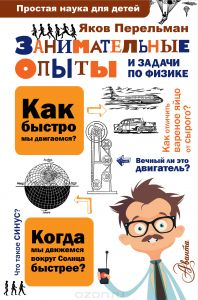 Простая наука для детей
Яков Перельман
ЗАНИМАТЕЛЬНЫЕ
ОПЫТЫ
И ЗАДАЧИ
ПО ФИЗИКЕ
Как
быстро
мы двигаемся?
Как отличить
вареное яйцо
от сырого?
Вечный ли это
двигатель?
Что такое синус?
Когда
мы движемся
вокруг Солнца
быстрее?
Аванта